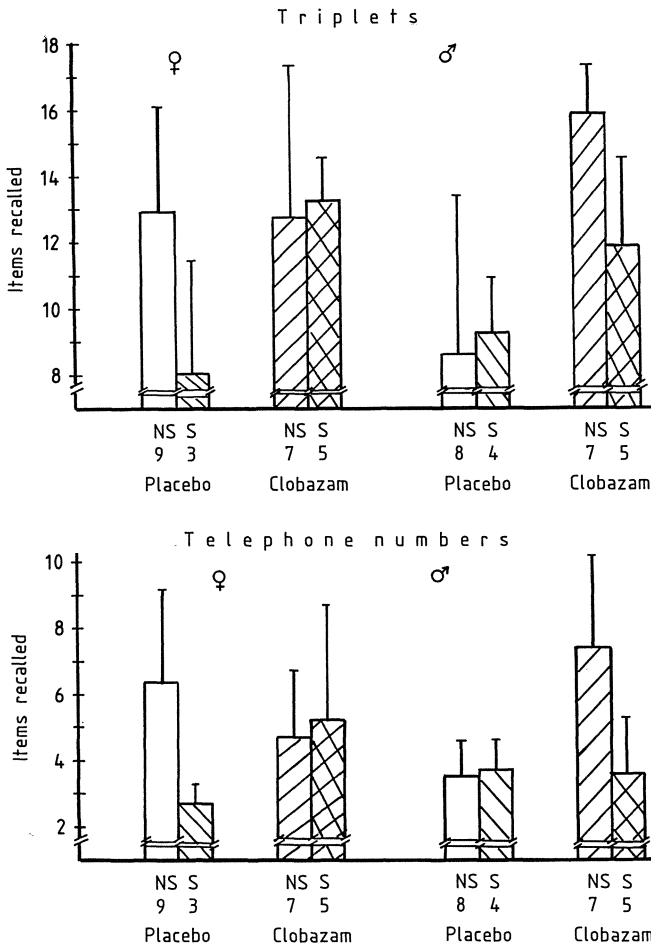 Triplets
♀ ♂
Items recalled
18
16
14
12
10
8
NS S NS S NS S NS S
9 3 7 5 8 4 7 5
Placebo Clobazam Placebo Clobazam
Telephone numbers
♀ ♂
Items recalled
10
8
6
4
2
NS S NS S NS S NS S
9 3 7 5 8 4 7 5
Placebo Clobazam Placebo Clobazam